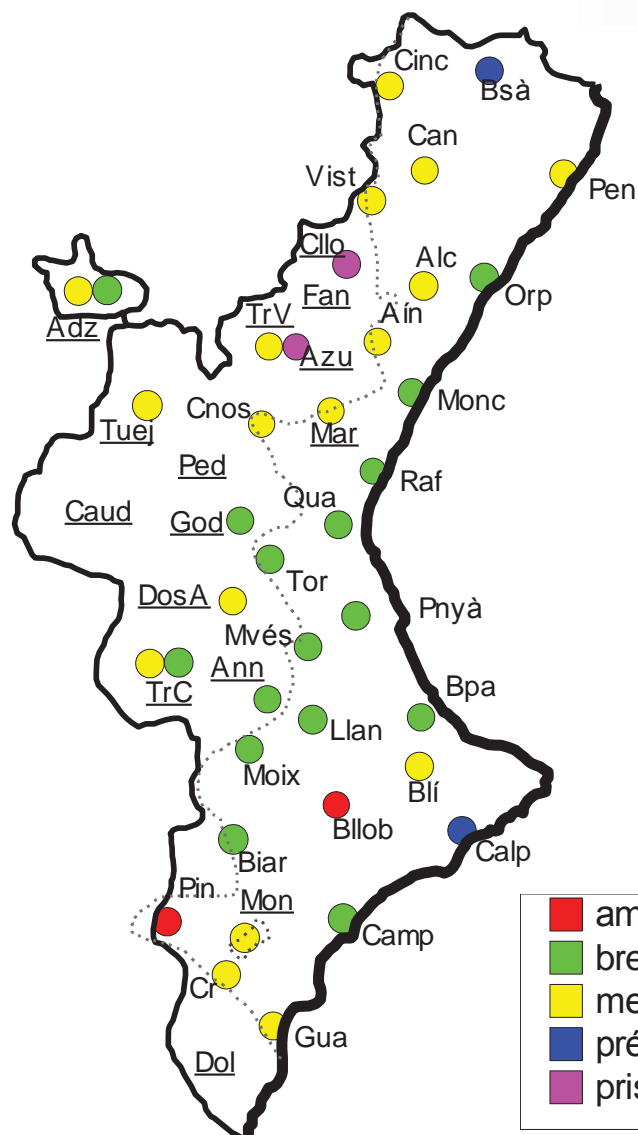 Cinc
Bsà
Can
Vist
Pen
Cllo
Alc
Fan
Orp
Aín
TrV
Adz
Azu
Monc
Cnos
Tuej
Mar
Ped
Raf
Qua
Caud
God
Tor
DosA
Pnyà
Mvés
Ann
TrC
Bpa
Llan
Moix
Blí
Bllob
Calp
Biar
Pin
Mon
Camp
Cr
Gua
Dol
am
bre
me
pré
pris